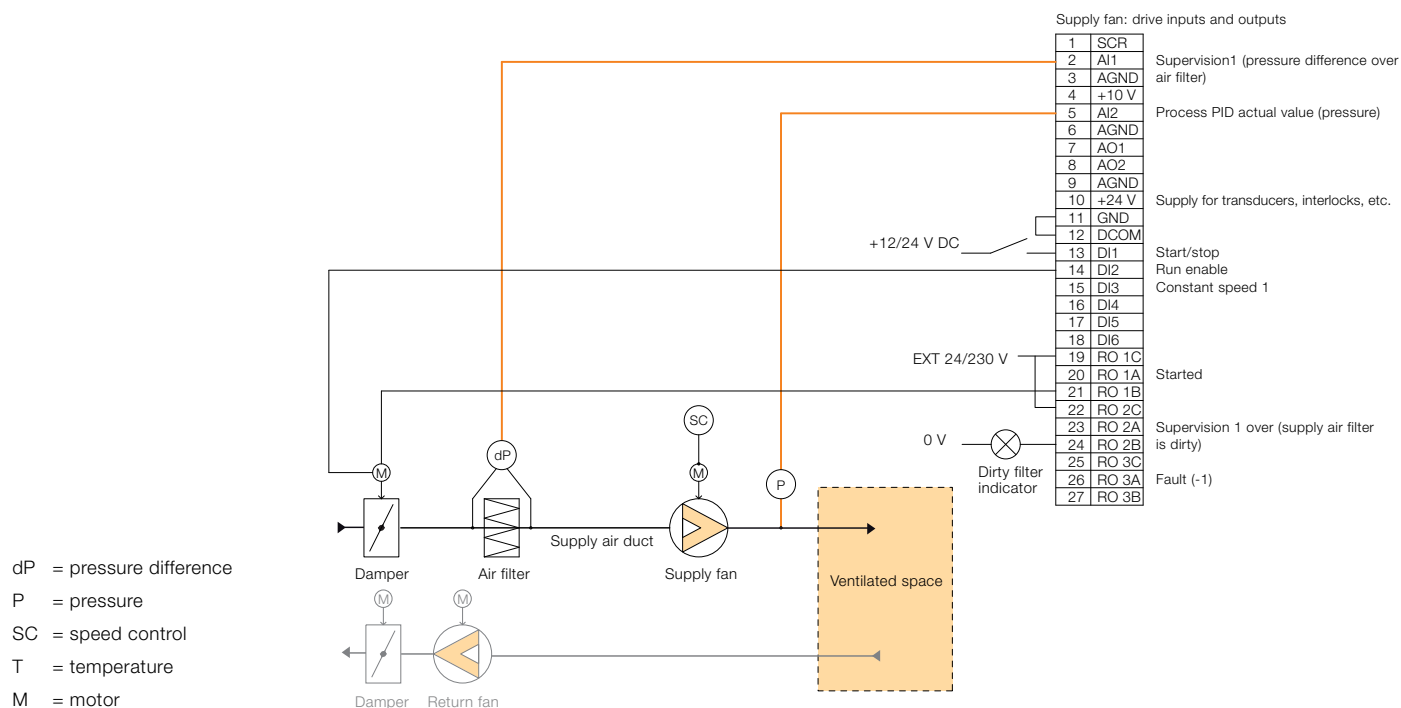 Supply fan: drive inputs and outputs
1 SCR
2 AI1 Supervision1 (pressure difference over
3 AGND air filter)
4 +10 V
5 AI2 Process PID actual value (pressure)
6 AGND
7 AO1
8 AO2
9 AGND
10 +24 V Supply for transducers, interlocks, etc.
11 GND
12 DCOM
+12/24 V DC
13 DI1 Start/stop
14 DI2 Run enable
15 DI3 Constant speed 1
16 DI4
17 DI5
18 DI6
EXT 24/230 V
19 RO 1C
20 RO 1A Started
21 RO 1B
22 RO 2C
23 RO 2A Supervision 1 over (supply air filter
24 RO 2B is dirty)
25 RO 3C
26 RO 3A Fault (-1)
27 RO 3B
0 V
Dirty filter
indicator
SC
dP
M
M
P
Supply air duct
Damper
Air filter
Supply fan
Ventilated space
M
M
Damper
Return fan
dP = pressure difference
P = pressure
SC = speed control
T = temperature
M = motor